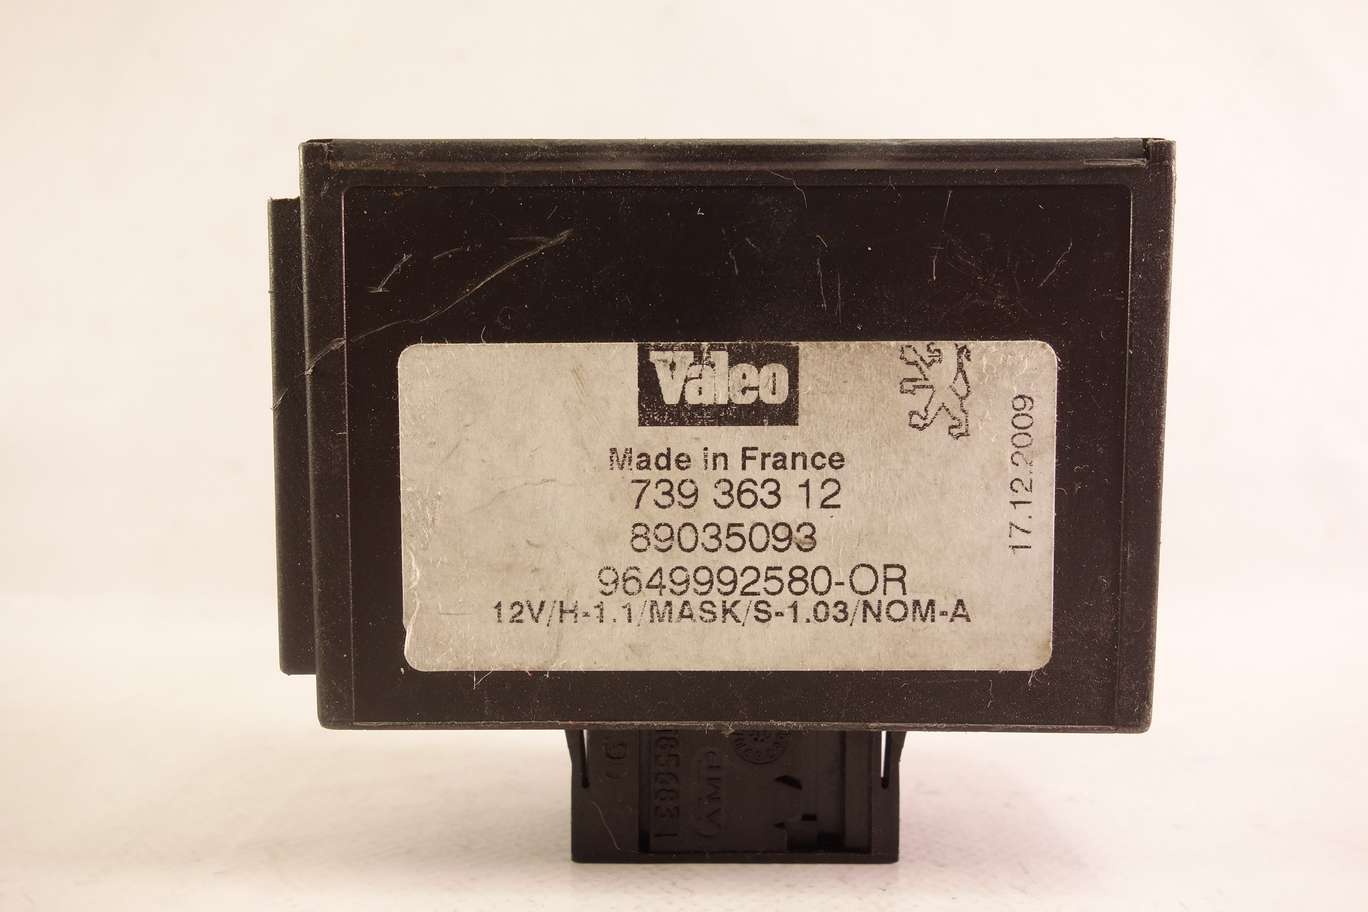 Valeo
Made in France
739 363 12
89035093
9649992580-OR
12V/H-1.1/MASK/S-1.03/NOM-A
17.12.2009
AMP